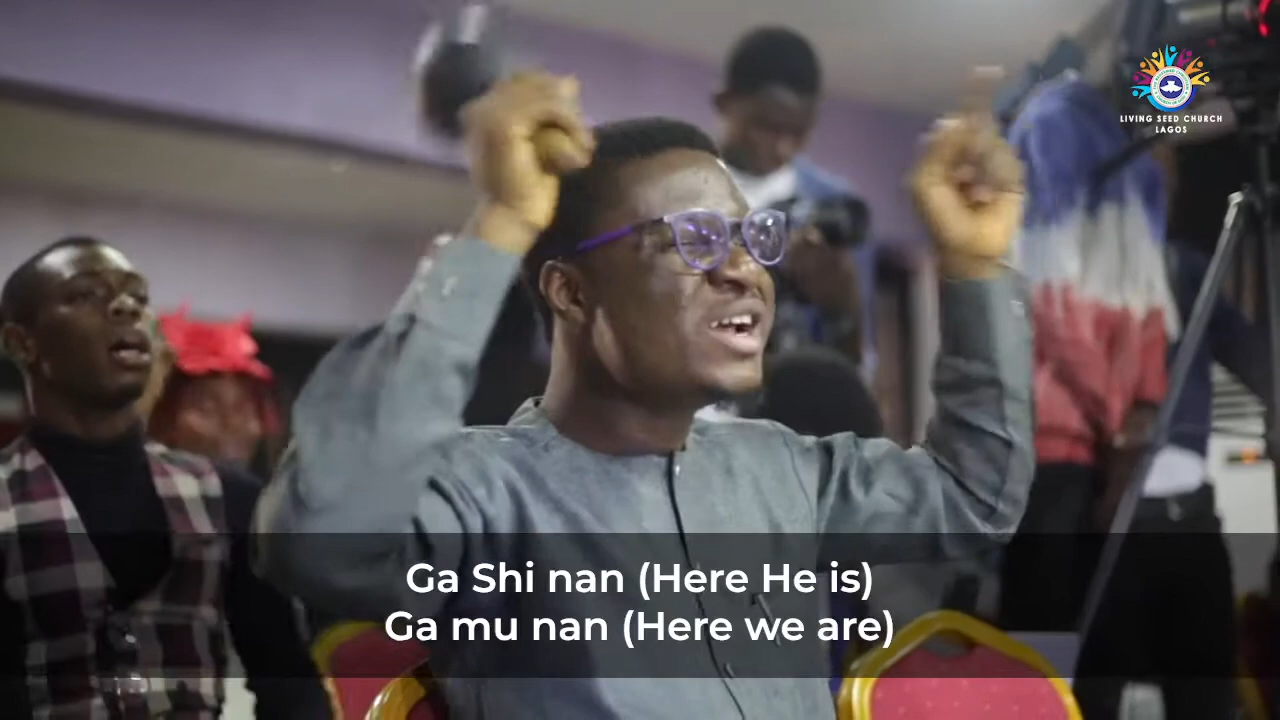 LIVING SEED CHURCH
LAGOS
Ga Shi nan (Here He is)
Ga mu nan (Here we are)